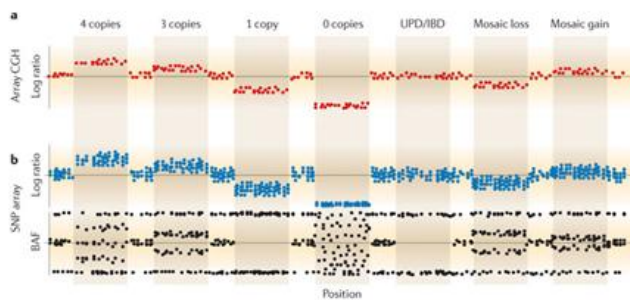 a
4 copies 3 copies 1 copy 0 copies UPD/IBD Mosaic loss Mosaic gain
Array CGH
Log ratio
b
SNP array
Log ratio
BAF
Position